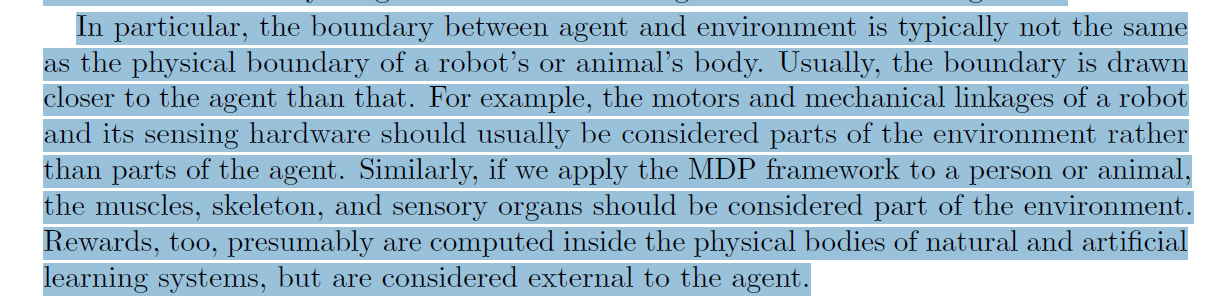 In particular, the boundary between agent and environment is typically not the same
as the physical boundary of a robot's or animal's body. Usually, the boundary is drawn
closer to the agent than that. For example, the motors and mechanical linkages of a robot
and its sensing hardware should usually be considered parts of the environment rather
than parts of the agent. Similarly, if we apply the MDP framework to a person or animal,
the muscles, skeleton, and sensory organs should be considered part of the environment.
Rewards, too, presumably are computed inside the physical bodies of natural and artificial
learning systems, but are considered external to the agent.